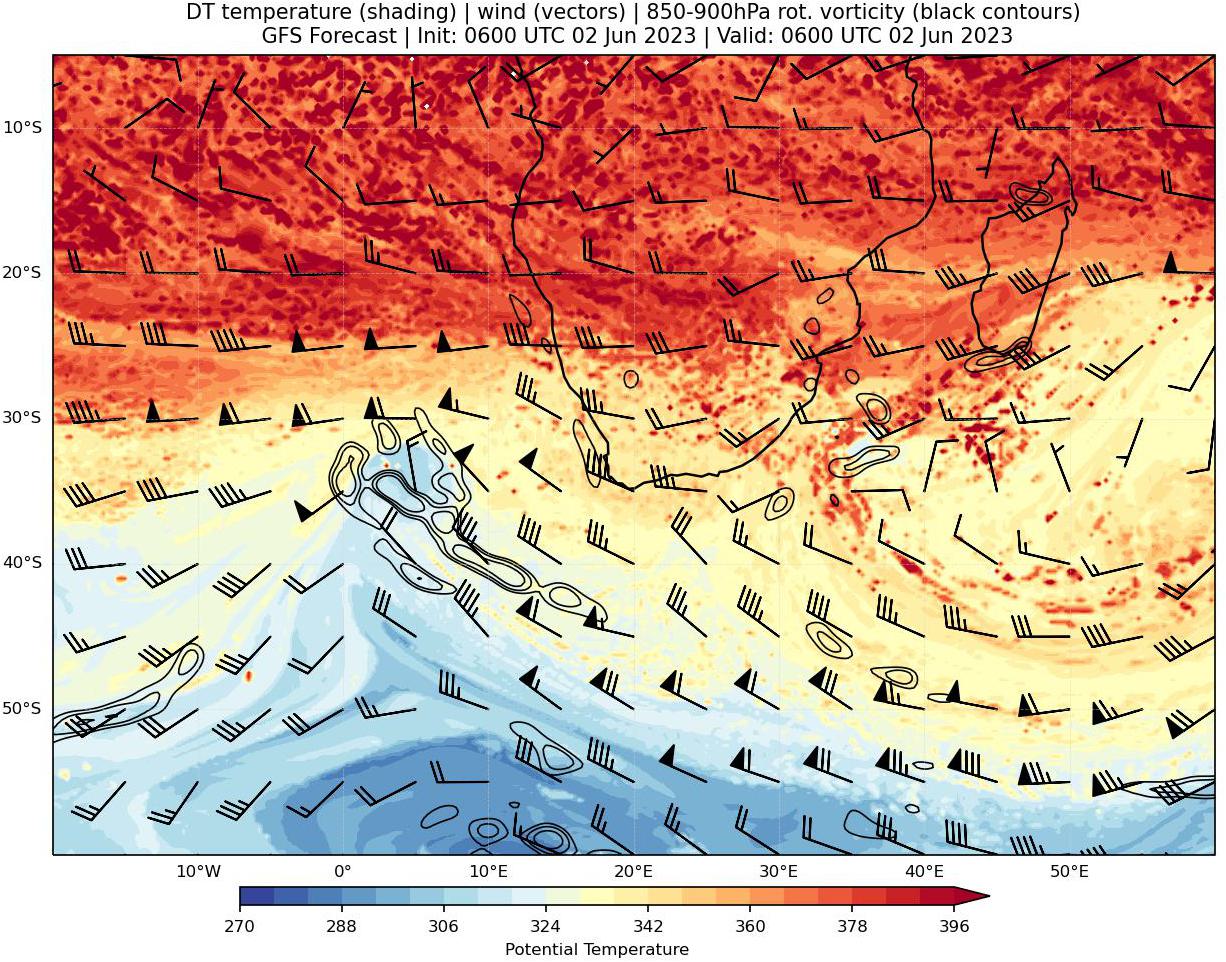 DT temperature (shading) | wind (vectors) | 850-900hPa rot. vorticity (black contours)
GFS Forecast | Init: 0600 UTC 02 Jun 2023 | Valid: 0600 UTC 02 Jun 2023
10°S
20°S
30°S
40°S
50°S
10°W 0° 10°E 20°E 30°E 40°E 50°E
270 288 306 324 342 360 378 396
Potential Temperature